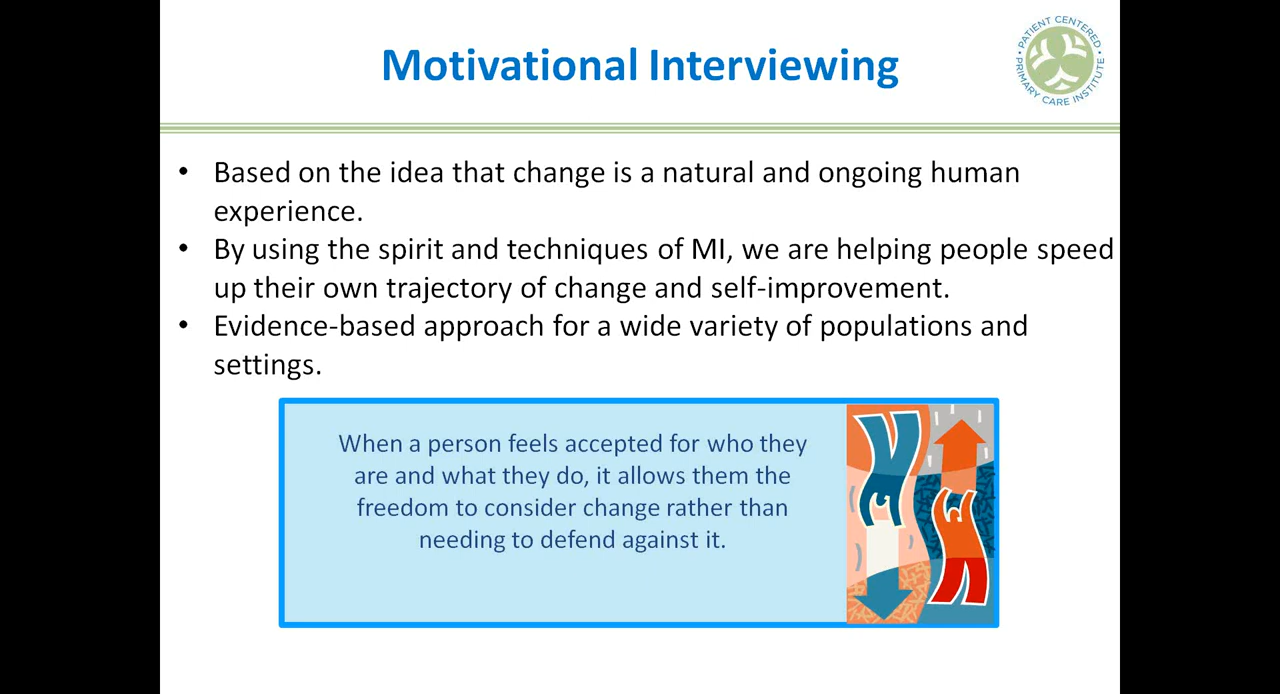 Motivational Interviewing
• PATIENT CENTERED •
PRIMARY CARE INSTITUTE
• Based on the idea that change is a natural and ongoing human
experience.
• By using the spirit and techniques of MI, we are helping people speed
up their own trajectory of change and self-improvement.
• Evidence-based approach for a wide variety of populations and
settings.
When a person feels accepted for who they
are and what they do, it allows them the
freedom to consider change rather than
needing to defend against it.